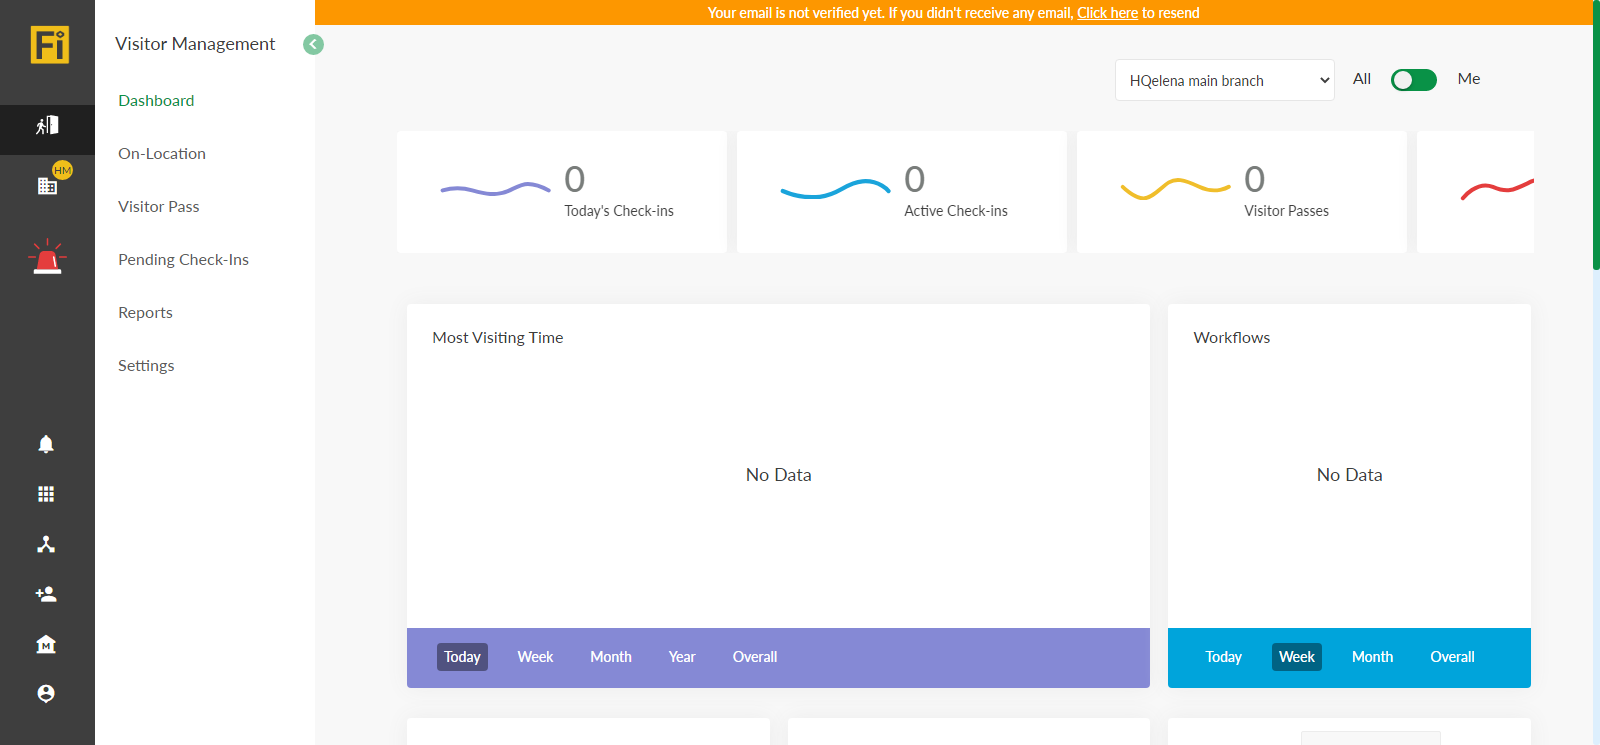 Your email is not verified yet. If you didn't receive any email, Click here to resend
Fi
Visitor Management
HM
Dashboard
On-Location
Visitor Pass
Pending Check-Ins
Reports
Settings
M
HQelena main branch
All
Me
0
Today's Check-ins
0
Active Check-ins
0
Visitor Passes
Most Visiting Time
No Data
Today Week Month Year Overall
Workflows
No Data
Today Week Month Overall